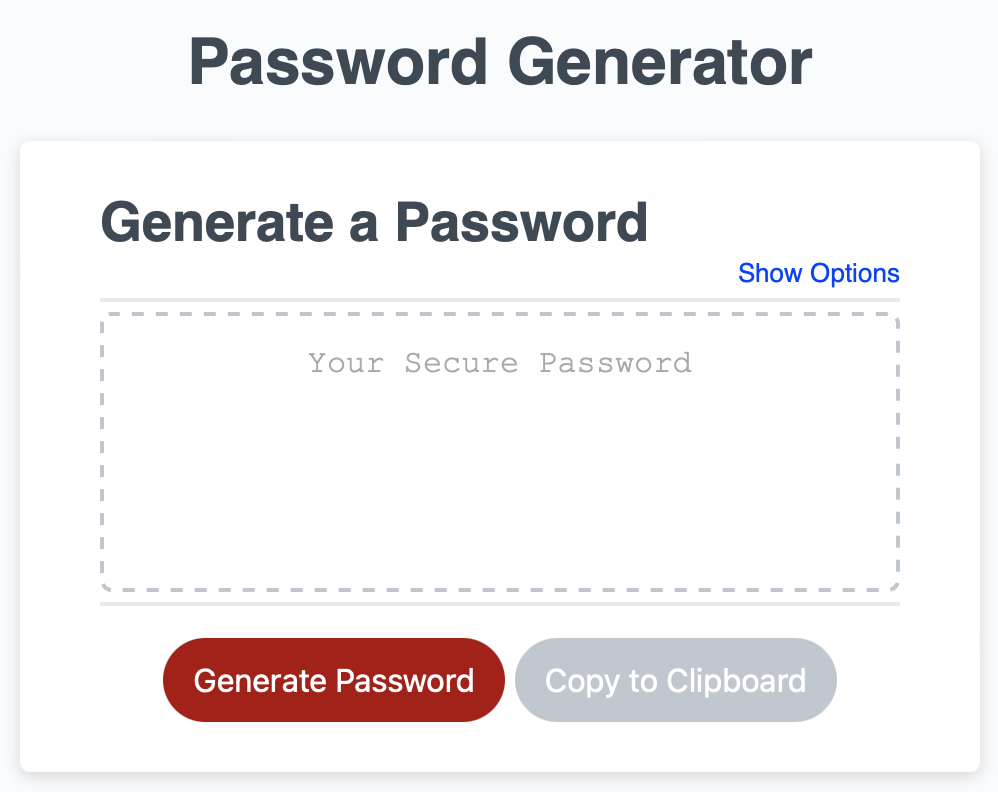 Password Generator
Generate a Password
Show Options
Your Secure Password
Generate Password
Copy to Clipboard